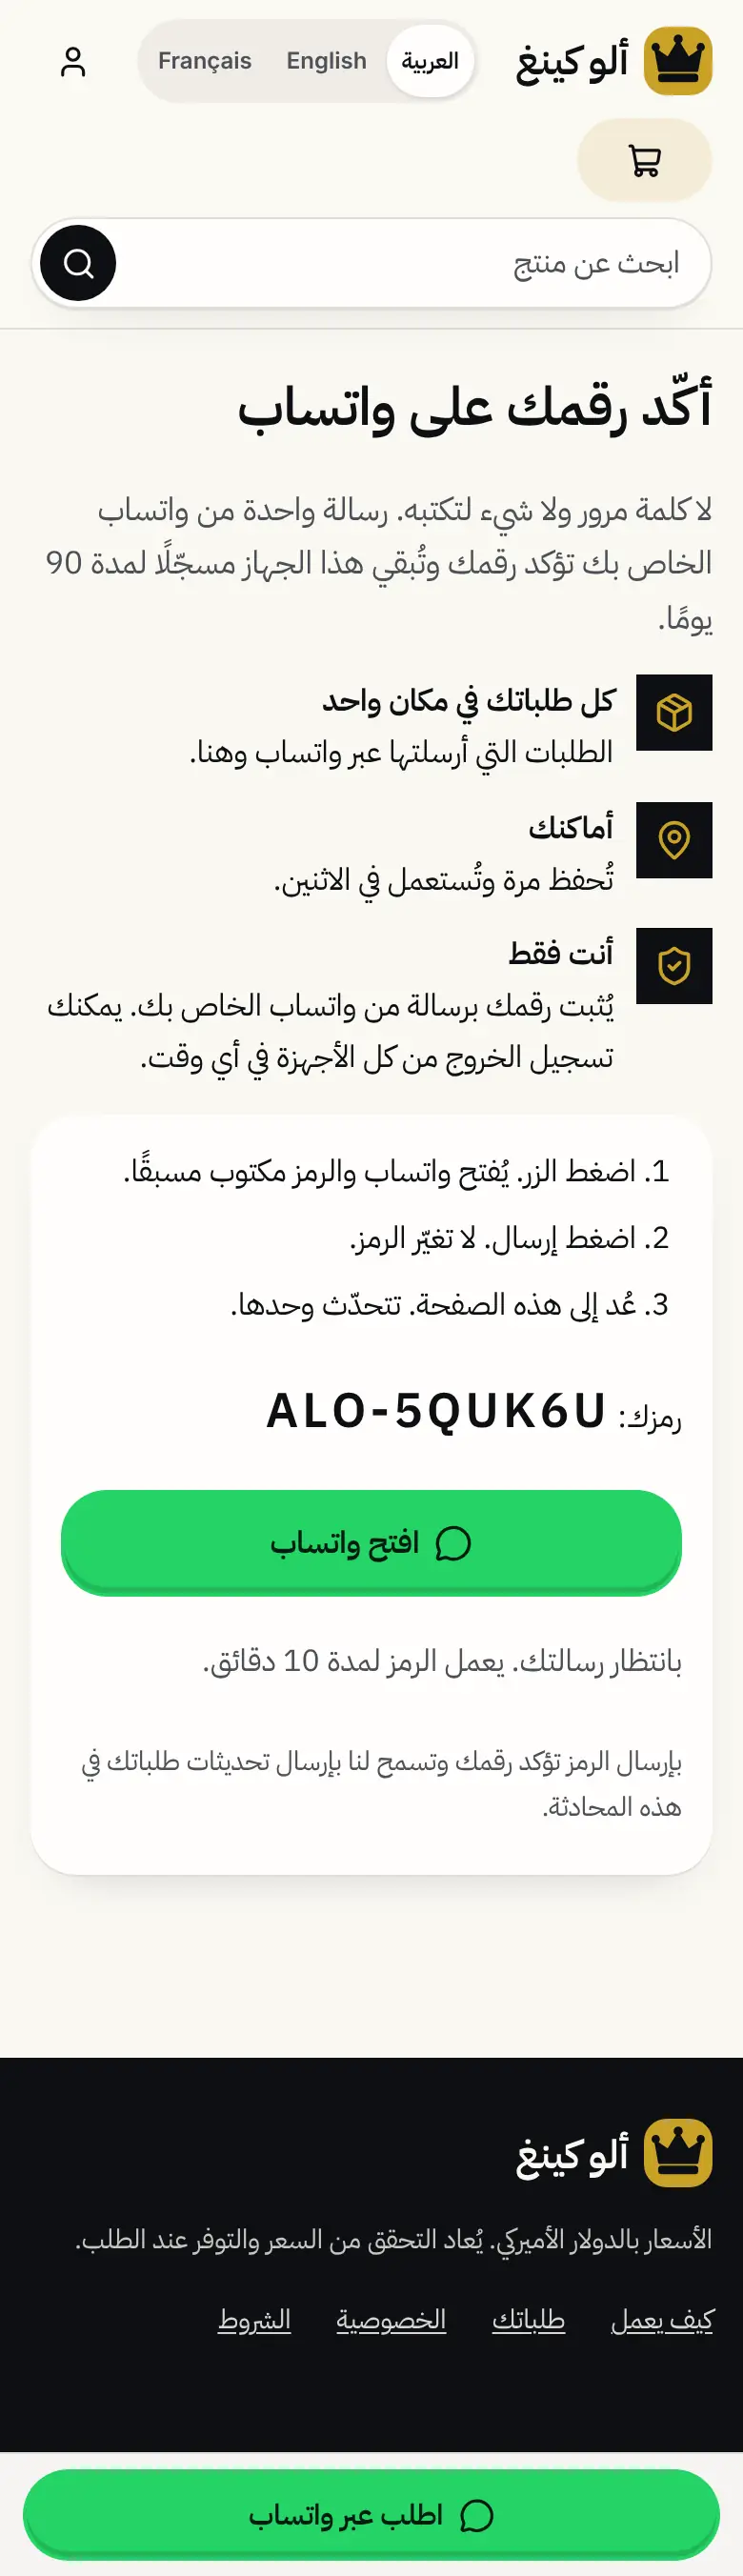 ألو كينغ
العربية English Français
ابحث عن منتج
أكّد رقمك على واتساب
لا كلمة مرور ولا شيء لتكتبه. رسالة واحدة من واتساب
الخاص بك تؤكد رقمك وتُبقي هذا الجهاز مسجّلًا لمدة 90
يومًا.
كل طلباتك في مكان واحد
الطلبات التي أرسلتها عبر واتساب وهنا.
أماكنك
تُحفظ مرة وتُستعمل في الاثنين.
أنت فقط
يُثبت رقمك برسالة من واتساب الخاص بك. يمكنك
تسجيل الخروج من كل الأجهزة في أي وقت.
1. اضغط الزر. يُفتح واتساب والرمز مكتوب مسبقًا.
2. اضغط إرسال. لا تغيّر الرمز.
3. عُد إلى هذه الصفحة. تتحدّث وحدها.
رمزك: ALO-5QUK6U
افتح واتساب
بانتظار رسالتك. يعمل الرمز لمدة 10 دقائق.
بإرسال الرمز تؤكد رقمك وتسمح لنا بإرسال تحديثات طلباتك في
هذه المحادثة.
ألو كينغ
الأسعار بالدولار الأميركي. يُعاد التحقق من السعر والتوفر عند الطلب.
كيف يعمل طلباتك الخصوصية الشروط
اطلب عبر واتساب